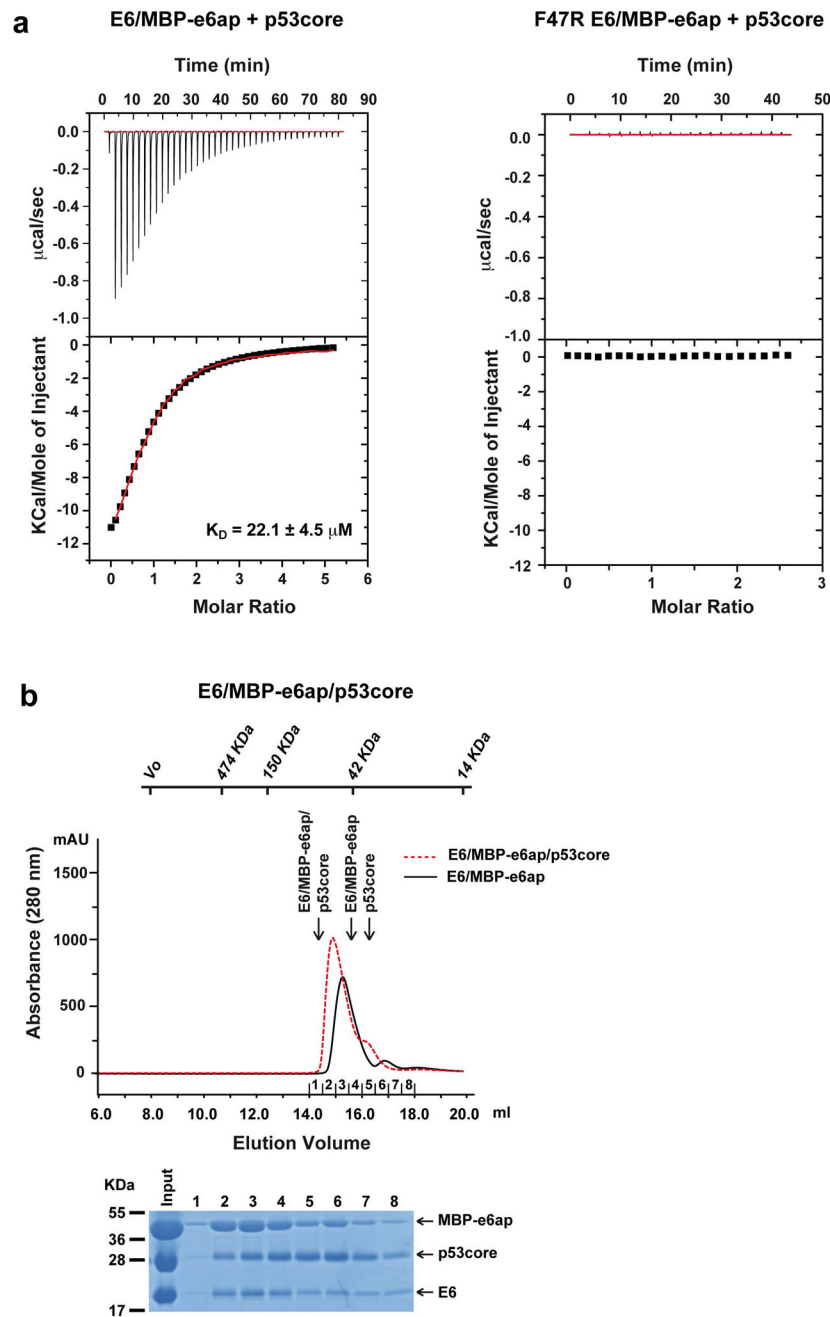 a
E6/MBP-e6ap + p53core
F47R E6/MBP-e6ap + p53core
Time (min)
0 10 20 30 40 50 60 70 80 90
0.0
-0.2
-0.4
-0.6
-0.8
-1.0
μcal/sec
0
-2
-4
-6
-8
-10
-12
KCal/Mole of Injectant
K_D = 22.1 ± 4.5 μM
0 1 2 3 4 5 6
Molar Ratio
Time (min)
0 10 20 30 40 50
0.0
-0.2
-0.4
-0.6
-0.8
-1.0
μcal/sec
0
-2
-4
-6
-8
-10
-12
KCal/Mole of Injectant
0 1 2 3
Molar Ratio
b
E6/MBP-e6ap/p53core
Vo
474 KDa
150 KDa
42 KDa
14 KDa
mAU
1500
1000
500
0
Absorbance (280 nm)
E6/MBP-e6ap/
p53core
E6/MBP-e6ap
p53core
E6/MBP-e6ap/p53core
E6/MBP-e6ap
1 2 3 4 5 6 7 8
6.0 8.0 10.0 12.0 14.0 16.0 18.0 20.0 ml
Elution Volume
KDa
Input
1 2 3 4 5 6 7 8
55
36
28
17
MBP-e6ap
p53core
E6